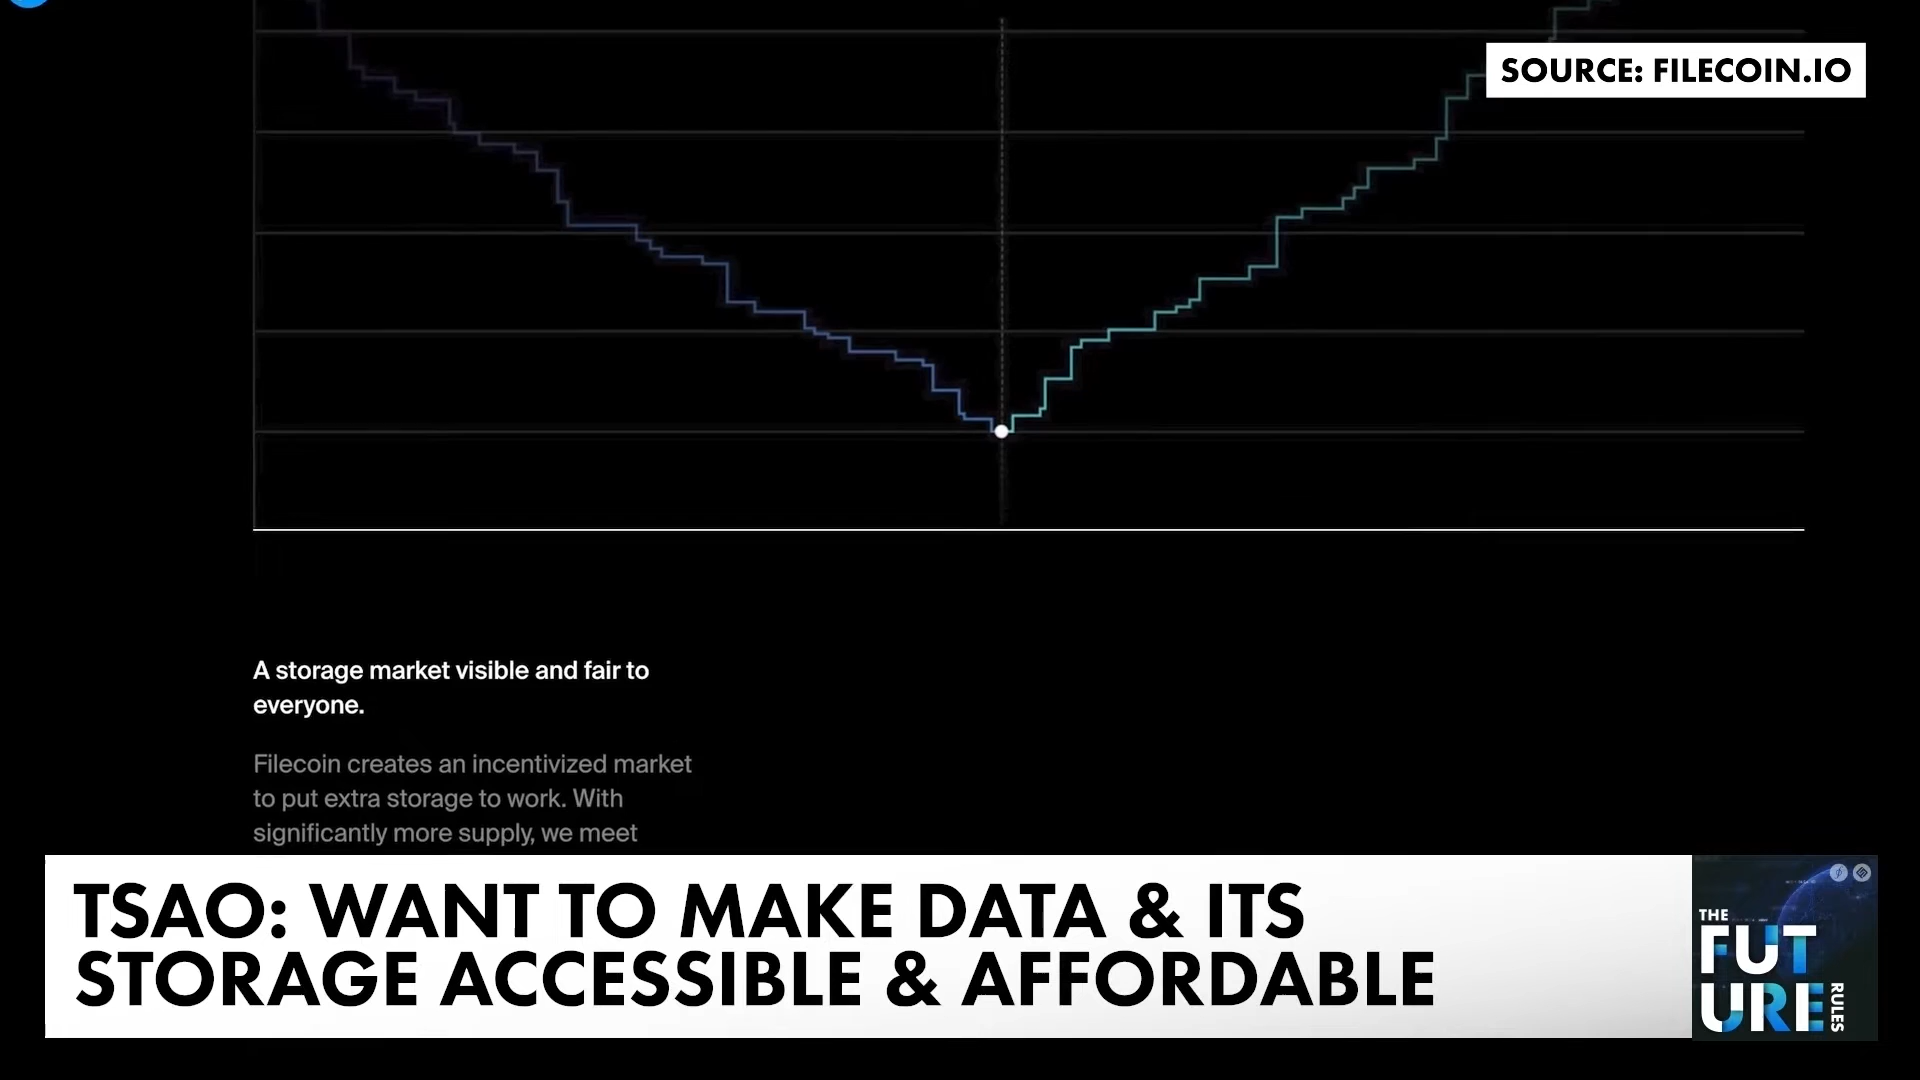 SOURCE: FILECOIN.IO
A storage market visible and fair to
everyone.
Filecoin creates an incentivized market
to put extra storage to work. With
significantly more supply, we meet
TSAO: WANT TO MAKE DATA & ITS
STORAGE ACCESSIBLE & AFFORDABLE
THE
FUT
URE
RULES